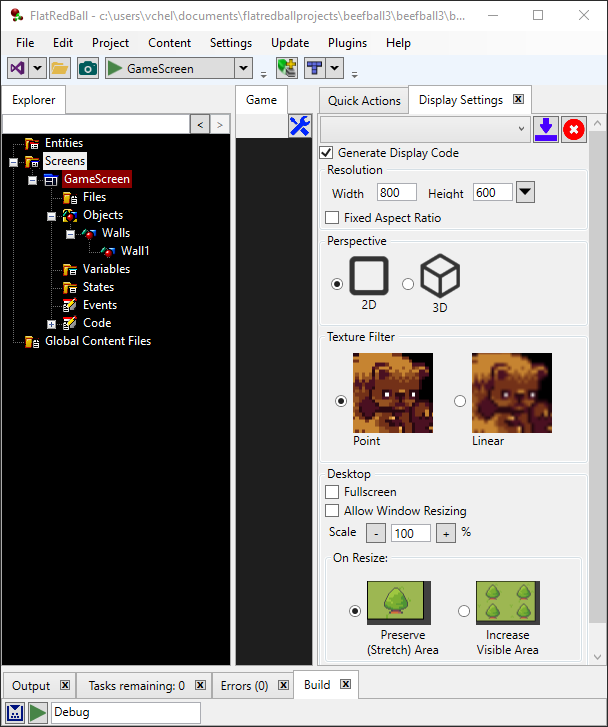 FlatRedBall - c:\users\vchel\documents\flatredballprojects\beefball3\beefball3\b...
File Edit Project Content Settings Update Plugins Help
GameScreen
Explorer
Game
Quick Actions
Display Settings
< >
Entities
Screens
GameScreen
Files
Objects
Walls
Wall1
Variables
States
Events
Code
Global Content Files
Generate Display Code
Resolution
Width 800 Height 600
Fixed Aspect Ratio
Perspective
2D
3D
Texture Filter
Point
Linear
Desktop
Fullscreen
Allow Window Resizing
Scale - 100 + %
On Resize:
Preserve
(Stretch) Area
Increase
Visible Area
Output
Tasks remaining: 0
Errors (0)
Build
Debug